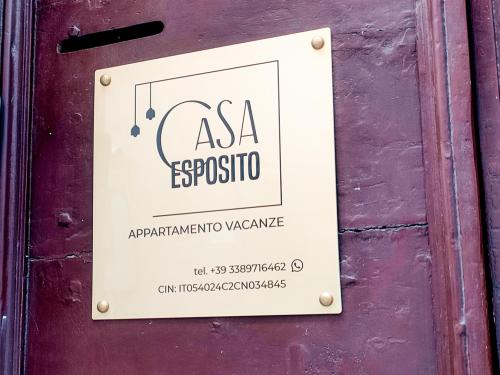 CASA
ESPOSITO
APPARTAMENTO VACANZE
tel. +39 3389716462
CIN: IT054024C2CN034845